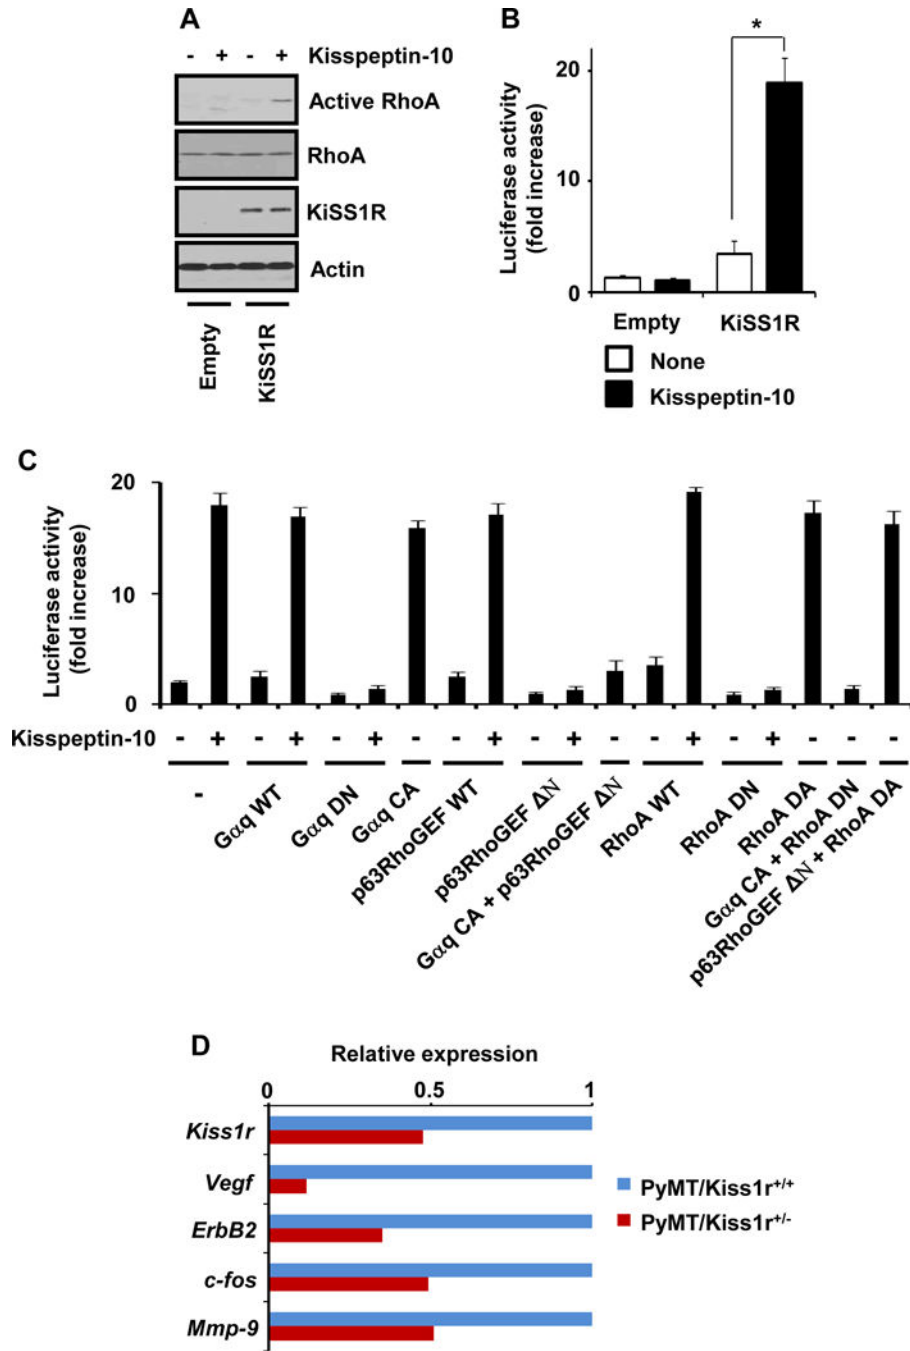 A
- + - + Kisspeptin-10
Active RhoA
RhoA
KiSS1R
Actin
Empty
KiSS1R
B
*
Luciferase activity
(fold increase)
20
10
0
Empty KiSS1R
None
Kisspeptin-10
C
Luciferase activity
(fold increase)
20
10
0
Kisspeptin-10 - + - + - + - - + - + - - + - + - - -
-
Gαq WT
Gαq DN
Gαq CA
p63RhoGEF WT
p63RhoGEF ΔN
Gαq CA + p63RhoGEF ΔN
RhoA WT
RhoA DN
RhoA DA
Gαq CA + RhoA DN
p63RhoGEF ΔN + RhoA DA
D
Relative expression
0 0.5 1
Kiss1r
Vegf
ErbB2
c-fos
Mmp-9
PyMT/Kiss1r+/+
PyMT/Kiss1r+/-